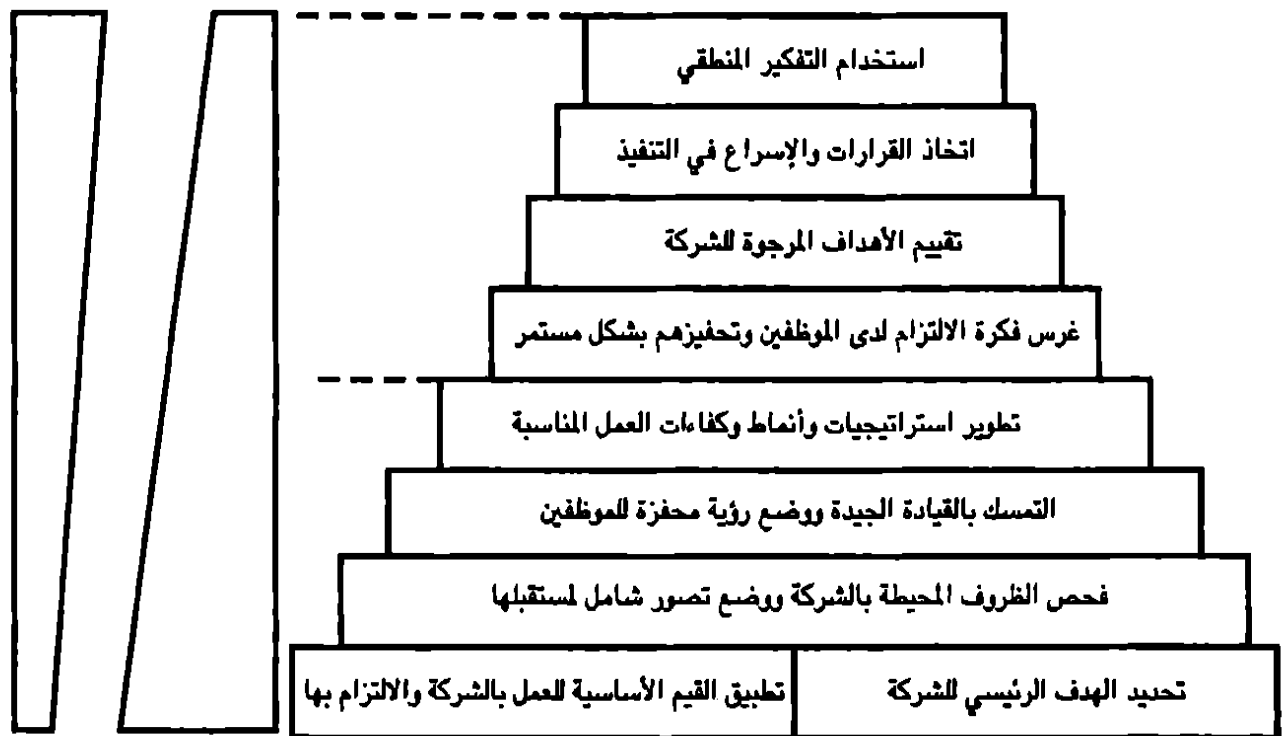 استخدام التفكير المنطقي
اتخاذ القرارات والإسراع في التنفيذ
تقييم الأهداف المرجوة للشركة
غرس فكرة الالتزام لدى الموظفين وتحفيزهم بشكل مستمر
تطوير استراتيجيات وأنماط وكفاءات العمل المناسبة
التمسك بالقيادة الجيدة ووضع رؤية محفزة للموظفين
فحص الظروف المحيطة بالشركة ووضع تصور شامل لمستقبلها
تحديد الهدف الرئيسي للشركة
تطبيق القيم الأساسية للعمل بالشركة والالتزام بها